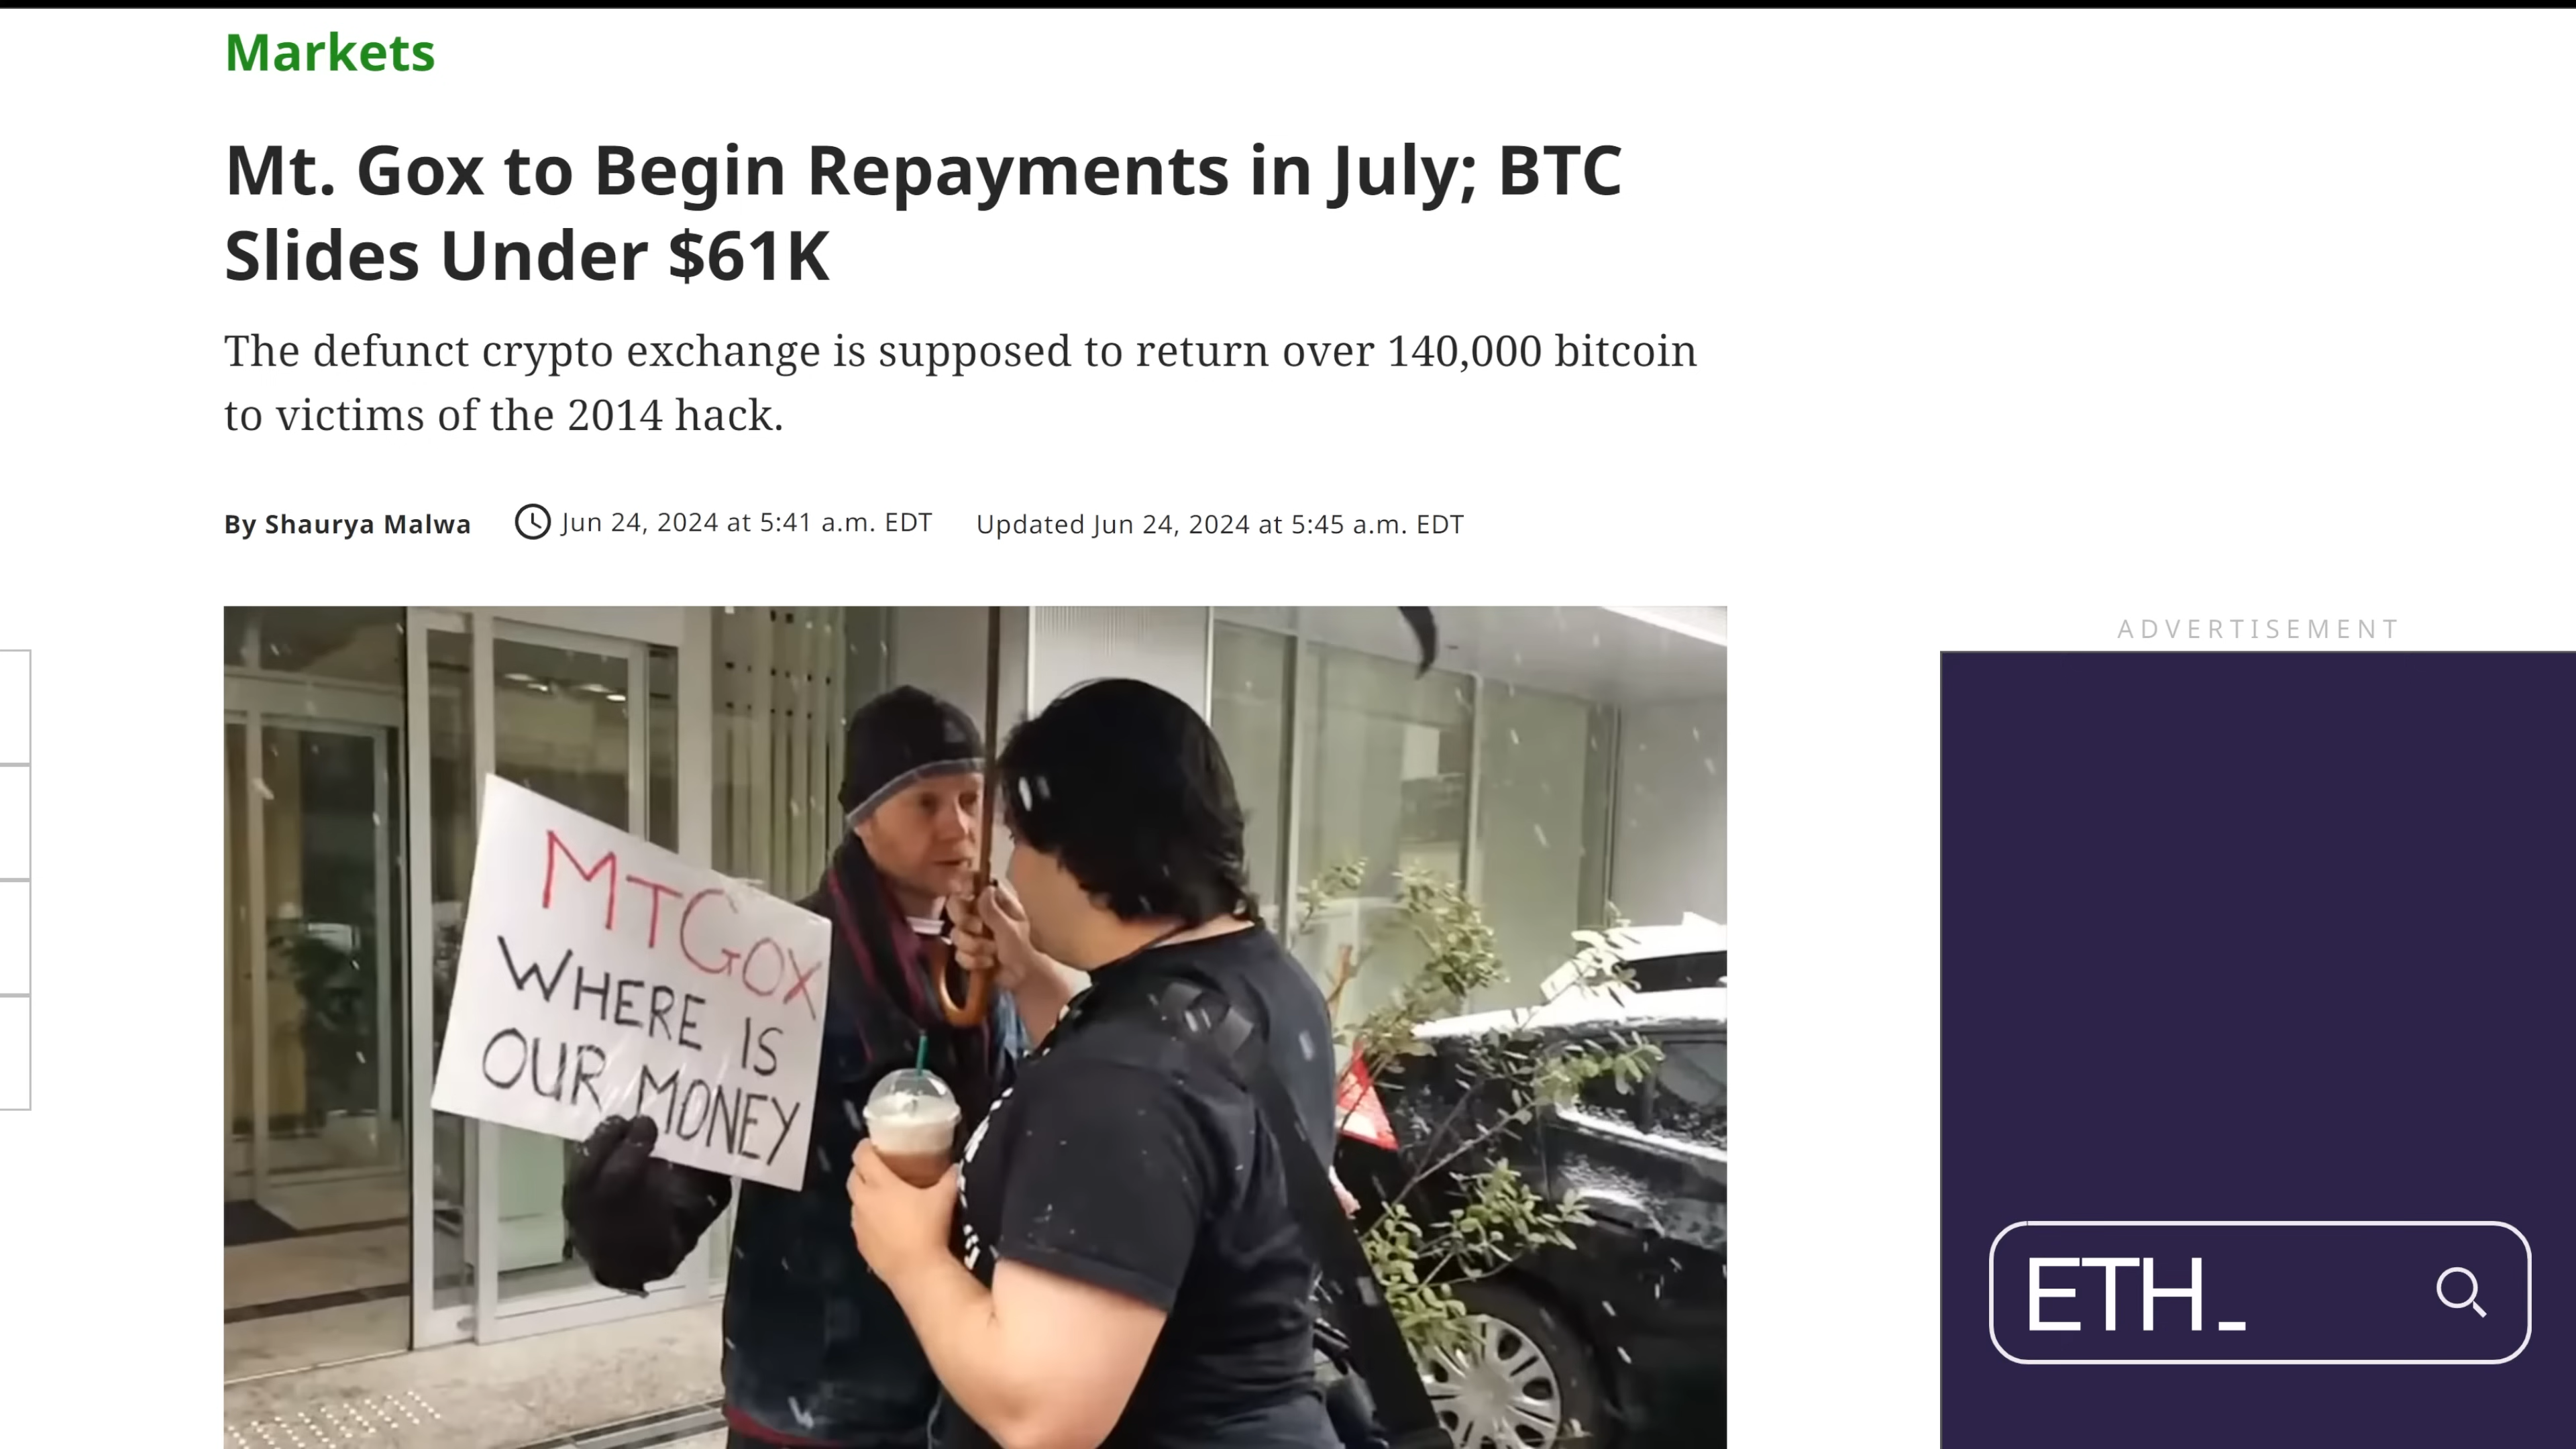 Markets
Mt. Gox to Begin Repayments in July; BTC
Slides Under $61K
The defunct crypto exchange is supposed to return over 140,000 bitcoin
to victims of the 2014 hack.
By Shaurya Malwa Jun 24, 2024 at 5:41 a.m. EDT Updated Jun 24, 2024 at 5:45 a.m. EDT
ADVERTISEMENT
MTGOX
WHERE IS
OUR MONEY
ETH_